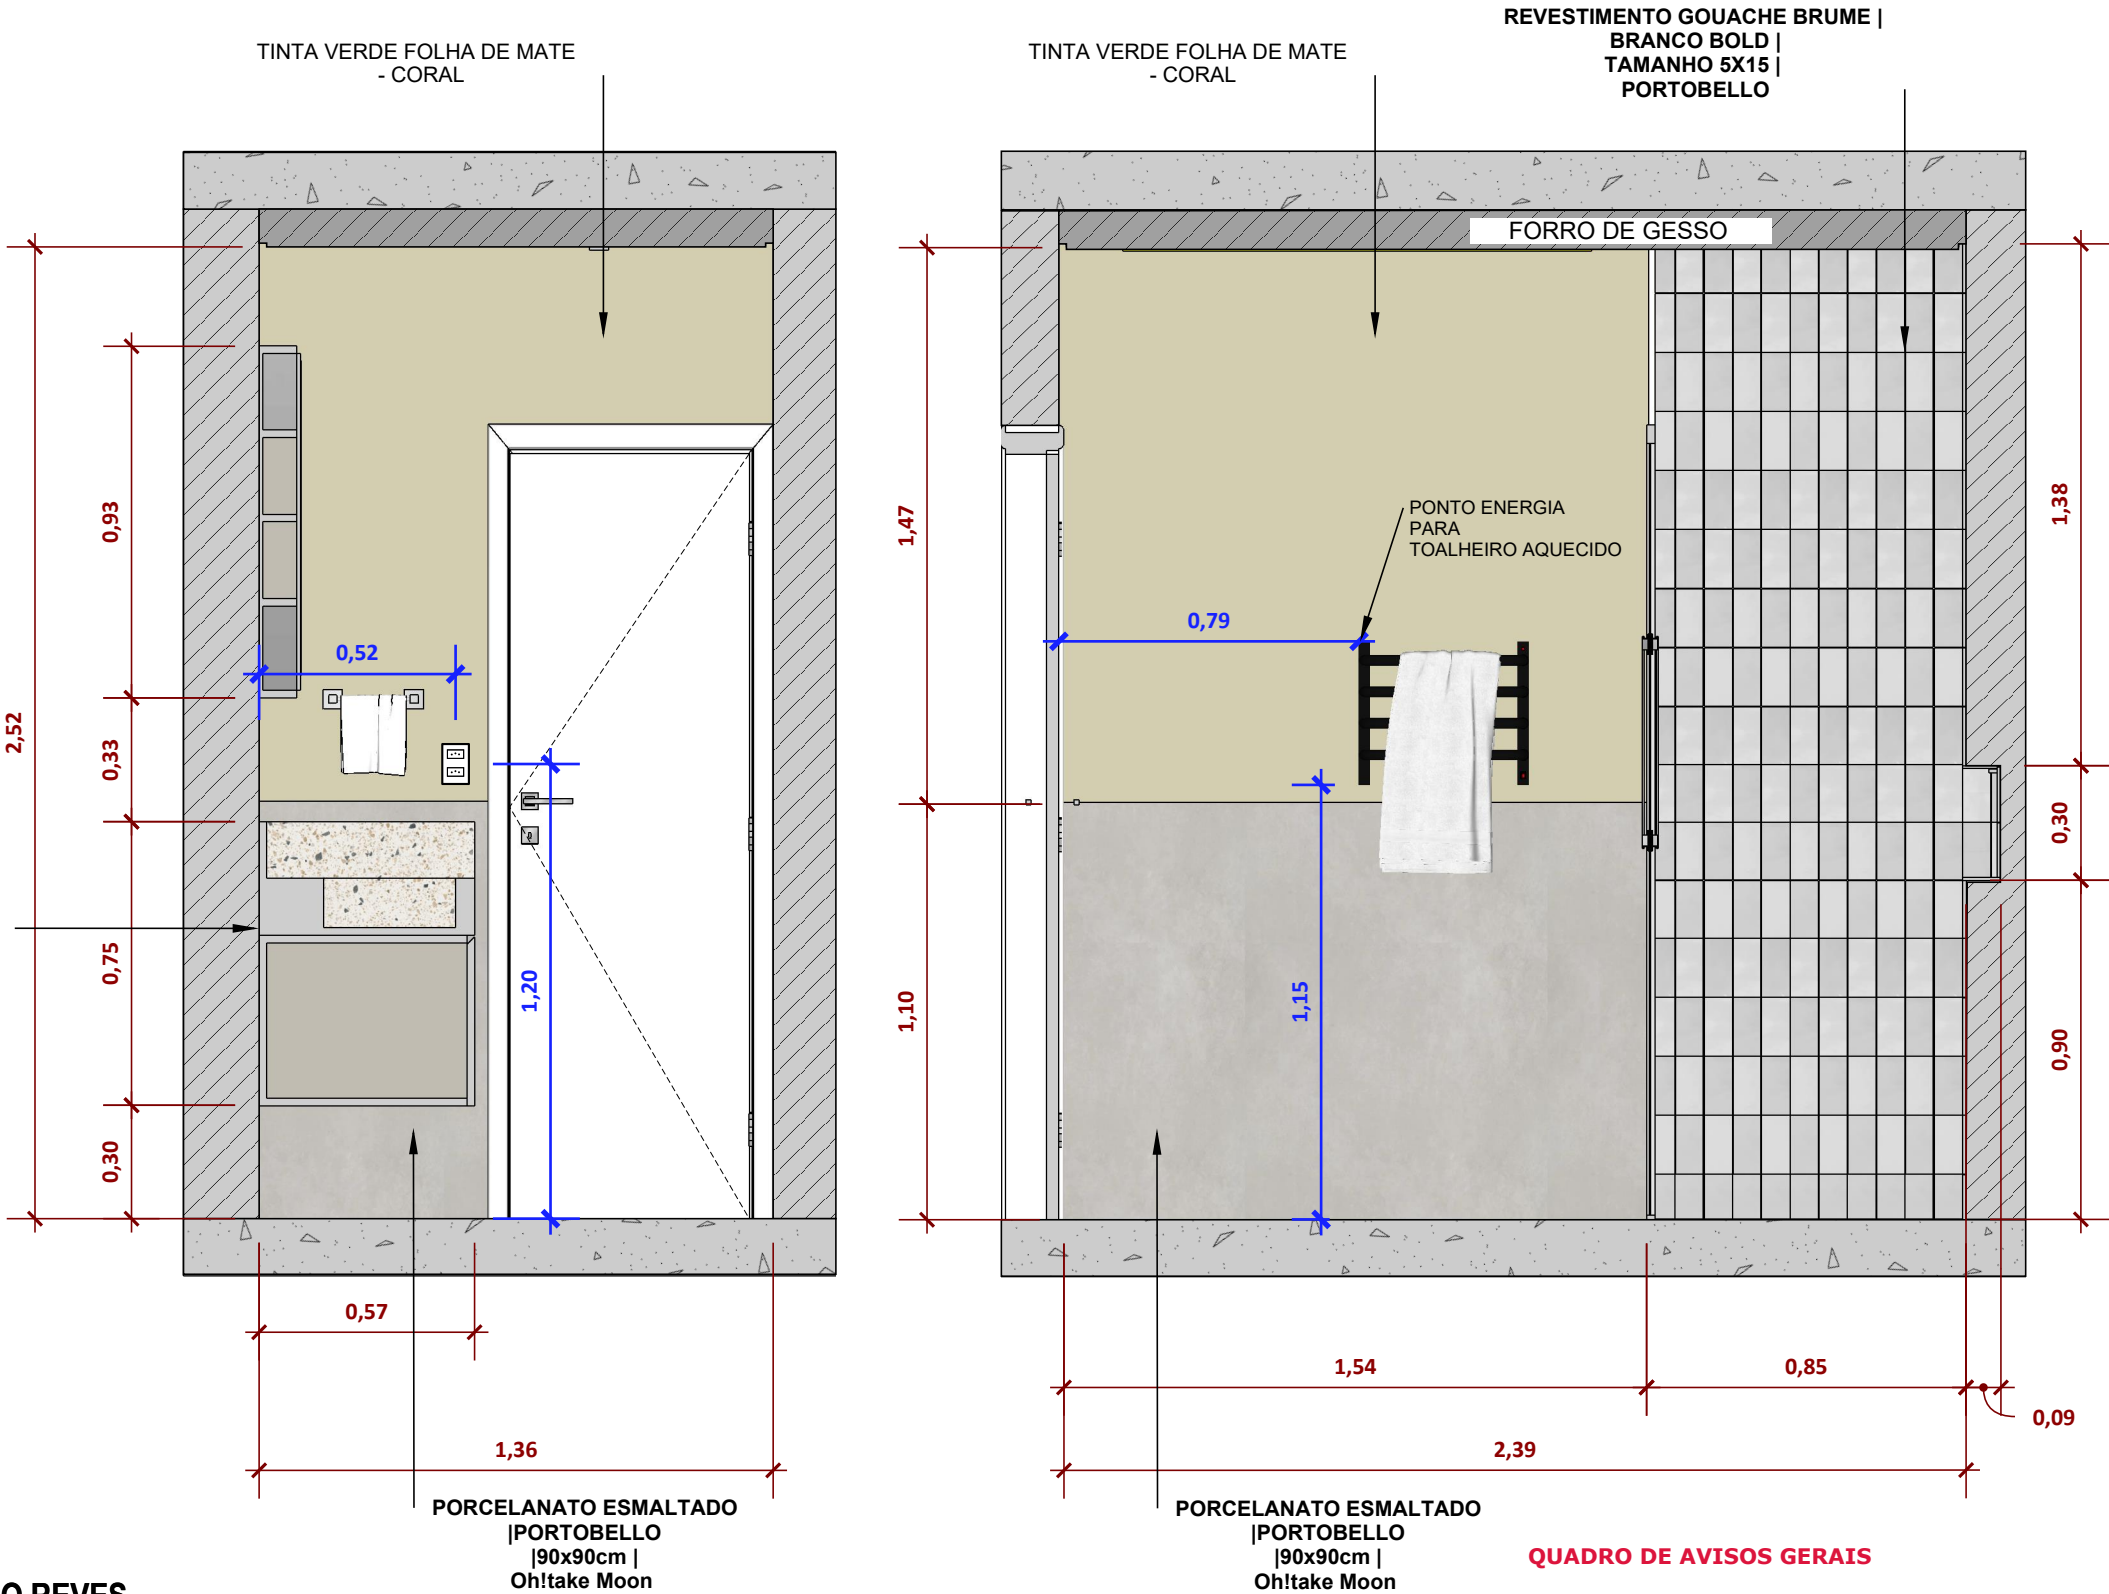 TINTA VERDE FOLHA DE MATE
- CORAL
TINTA VERDE FOLHA DE MATE
- CORAL
REVESTIMENTO GOUACHE BRUME |
BRANCO BOLD |
TAMANHO 5X15 |
PORTOBELLO
FORRO DE GESSO
PONTO ENERGIA
PARA
TOALHEIRO AQUECIDO
2,52
0,93
0,33
0,75
0,30
0,52
1,20
0,57
1,36
1,47
1,10
0,79
1,15
1,38
0,30
0,90
1,54
0,85
0,09
2,39
PORCELANATO ESMALTADO
|PORTOBELLO
|90x90cm |
Oh!take Moon
PORCELANATO ESMALTADO
|PORTOBELLO
|90x90cm |
Oh!take Moon
QUADRO DE AVISOS GERAIS